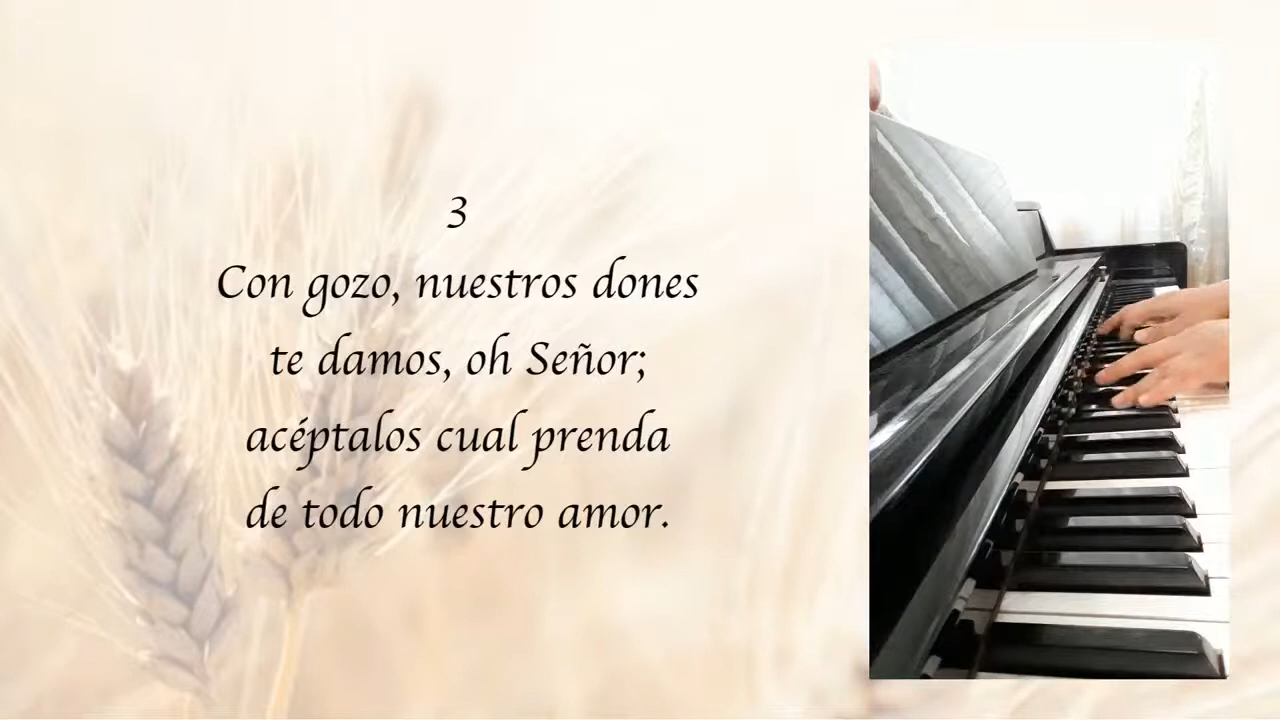 3
Con gozo, nuestros dones
te damos, oh Señor;
acéptalos cual prenda
de todo nuestro amor.